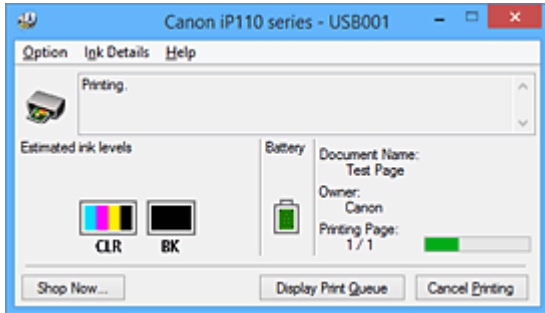 Canon iP110 series - USB001
Option Ink Details Help
Printing.
Estimated ink levels
CLR BK
Battery
Document Name:
Test Page
Owner:
Canon
Printing Page:
1 / 1
Shop Now... Display Print Queue Cancel Printing